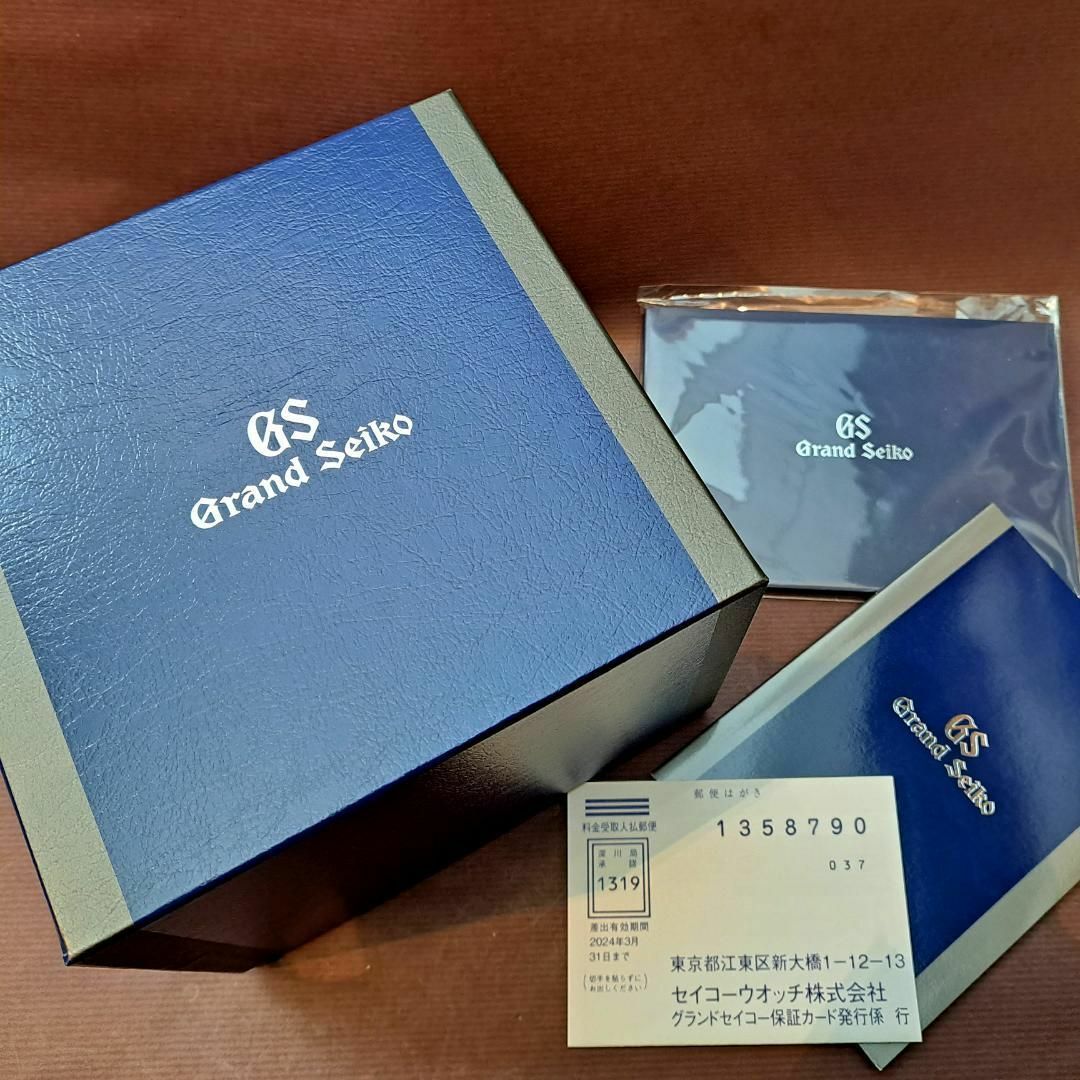 GS
Grand Seiko
GS
Grand Seiko
GS
Grand Seiko
郵便はがき
料金受取人払郵便
深川局
承認
1319
差出有効期間
2024年3月
31日まで
(切手を貼らずに
お出しください)
1358790
037
東京都江東区新大橋1-12-13
セイコーウオッチ株式会社
グランドセイコー保証カード発行係 行